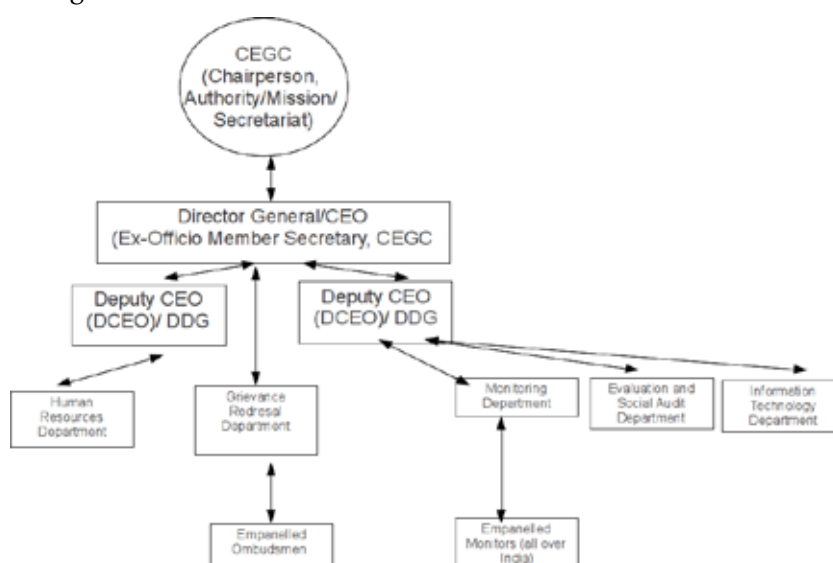 CEGC
(Chairperson,
Authority/Mission/
Secretariat)
Director General/CEO
(Ex-Officio Member Secretary, CEGC
Deputy CEO
(DCEO)/ DDG
Deputy CEO
(DCEO)/ DDG
Human
Resources
Department
Grievance
Redresal
Department
Monitoring
Department
Evaluation and
Social Audit
Department
Information
Technology
Department
Empanelled
Ombudsmen
Empanelled
Monitors (all over
India)